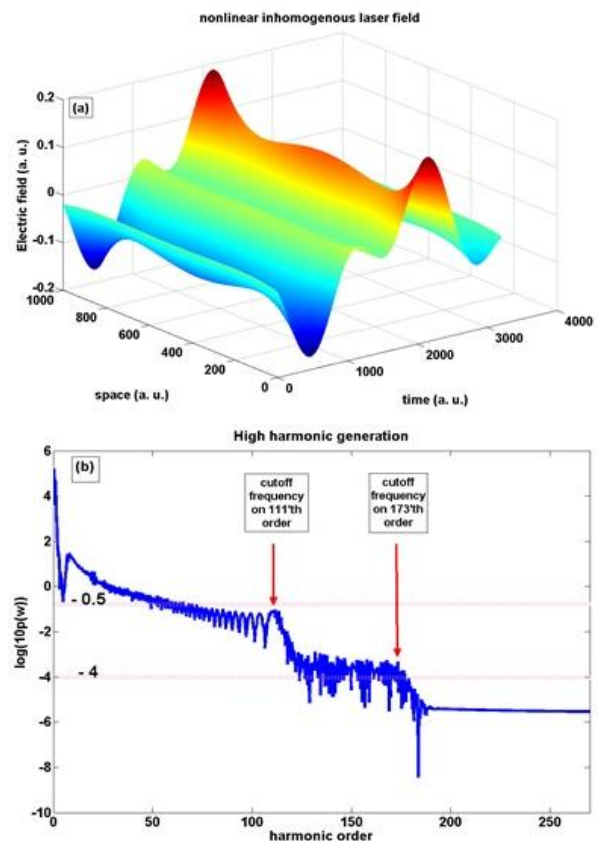 nonlinear inhomogenous laser field
(a)
0.2
0.1
0
-0.1
-0.2
Electric field (a. u.)
1000
800
600
400
200
0
space (a. u.)
0
1000
2000
3000
4000
time (a. u.)
High harmonic generation
(b)
6
4
2
0
-2
-4
-6
-8
-10
log(10p(w)
cutoff
frequency
on 111'th
order
cutoff
frequency
on 173'th
order
- 0.5
- 4
0
50
100
150
200
250
harmonic order